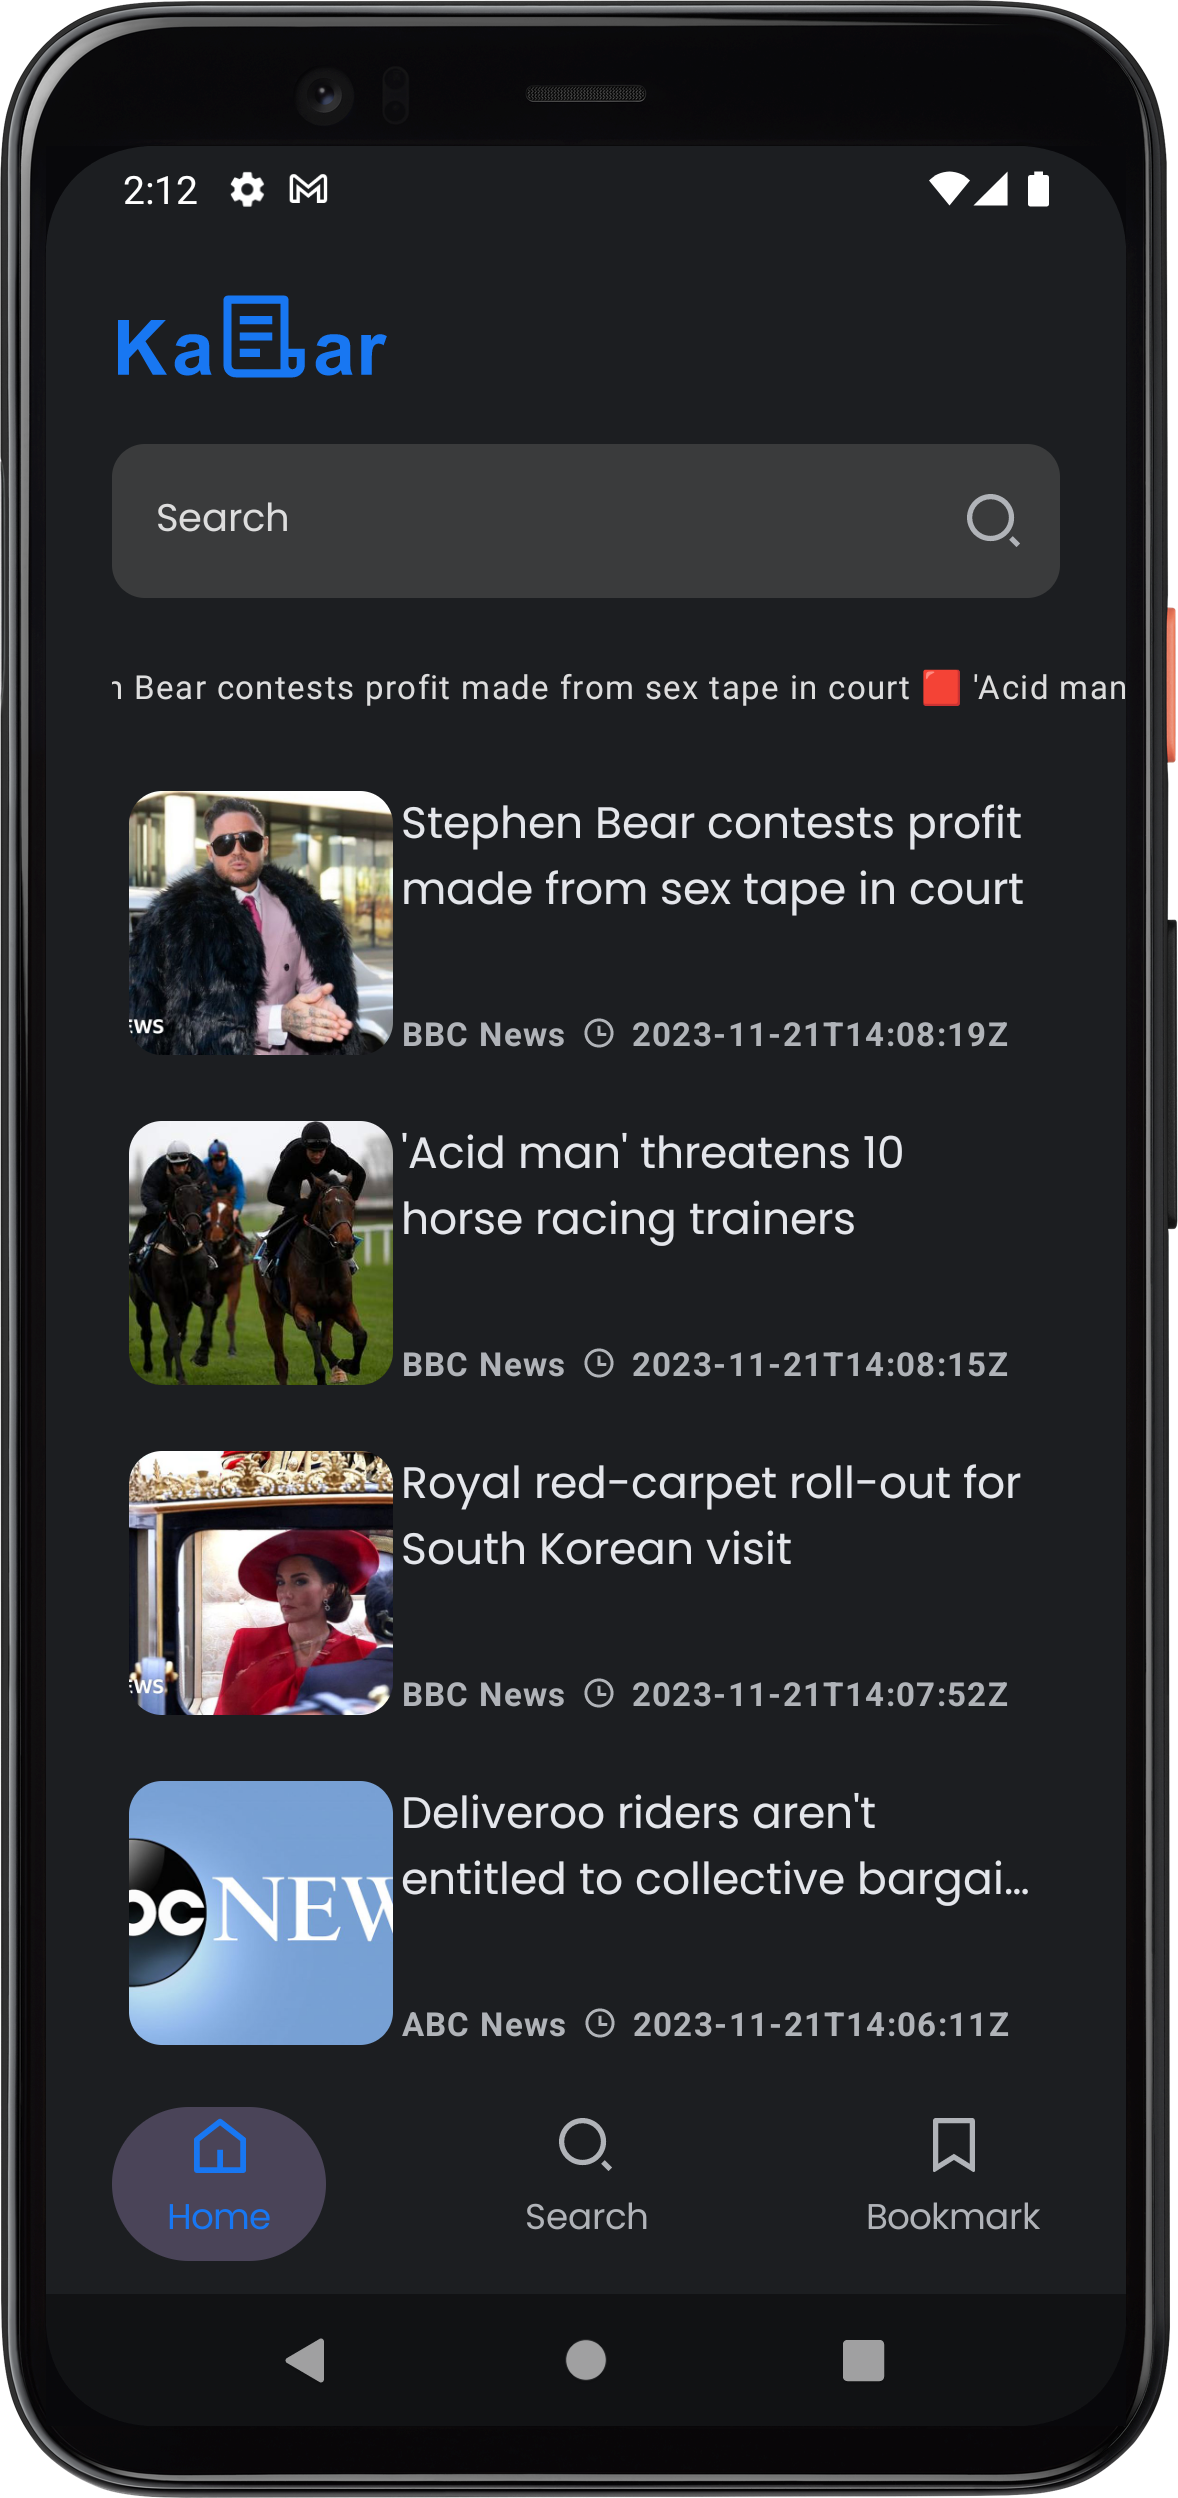 2:12
Ka ar
Search
Bear contests profit made from sex tape in court 🟥 'Acid man
Stephen Bear contests profit
made from sex tape in court
EWS
BBC News 2023-11-21T14:08:19Z
'Acid man' threatens 10
horse racing trainers
BBC News 2023-11-21T14:08:15Z
Royal red-carpet roll-out for
South Korean visit
EWS
BBC News 2023-11-21T14:07:52Z
Deliveroo riders aren't
entitled to collective bargai...
bc NEW
ABC News 2023-11-21T14:06:11Z
Home
Search
Bookmark